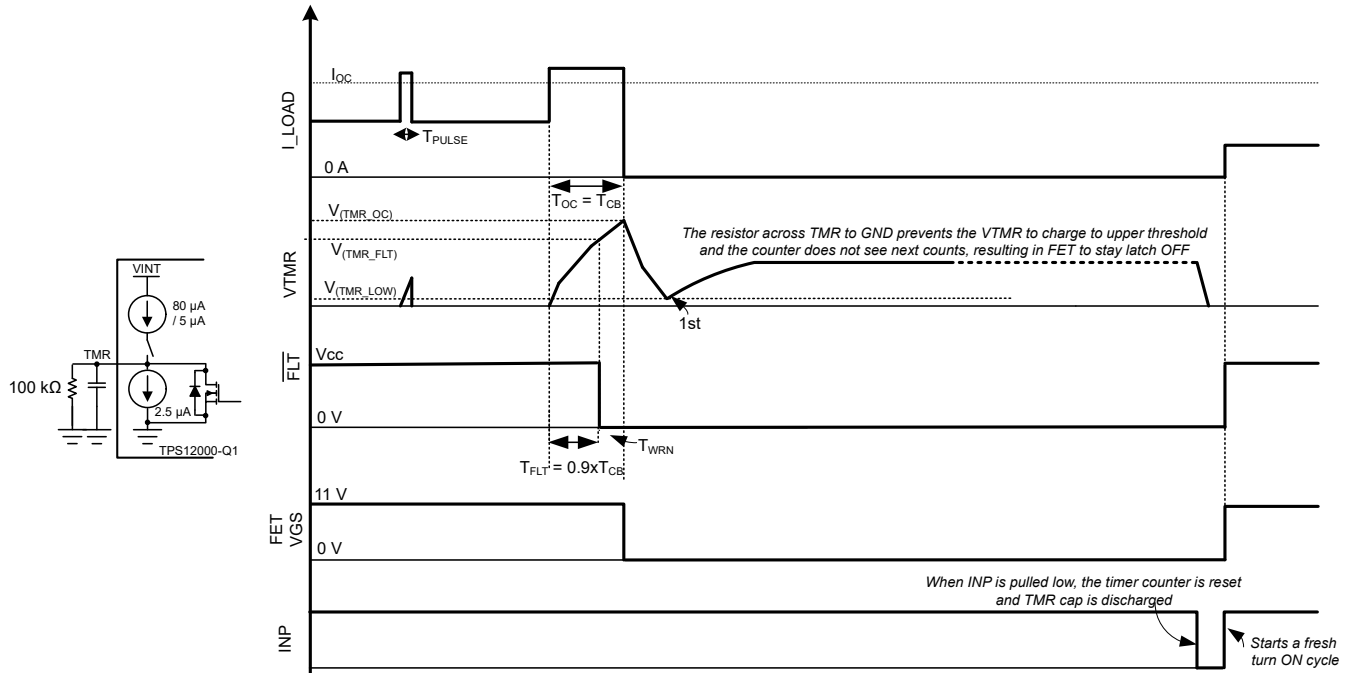 VINT
80 µA
/ 5 µA
TMR
100 kΩ
2.5 µA
TPS12000-Q1
I_LOAD
IOC
TPULSE
0 A
TOC = TCB
VTMR
V(TMR_OC)
V(TMR_FLT)
V(TMR_LOW)
The resistor across TMR to GND prevents the VTMR to charge to upper threshold
and the counter does not see next counts, resulting in FET to stay latch OFF
1st
FLT
Vcc
0 V
TWRN
TFLT = 0.9xTCB
FET
VGS
11 V
0 V
When INP is pulled low, the timer counter is reset
and TMR cap is discharged
INP
Starts a fresh
turn ON cycle